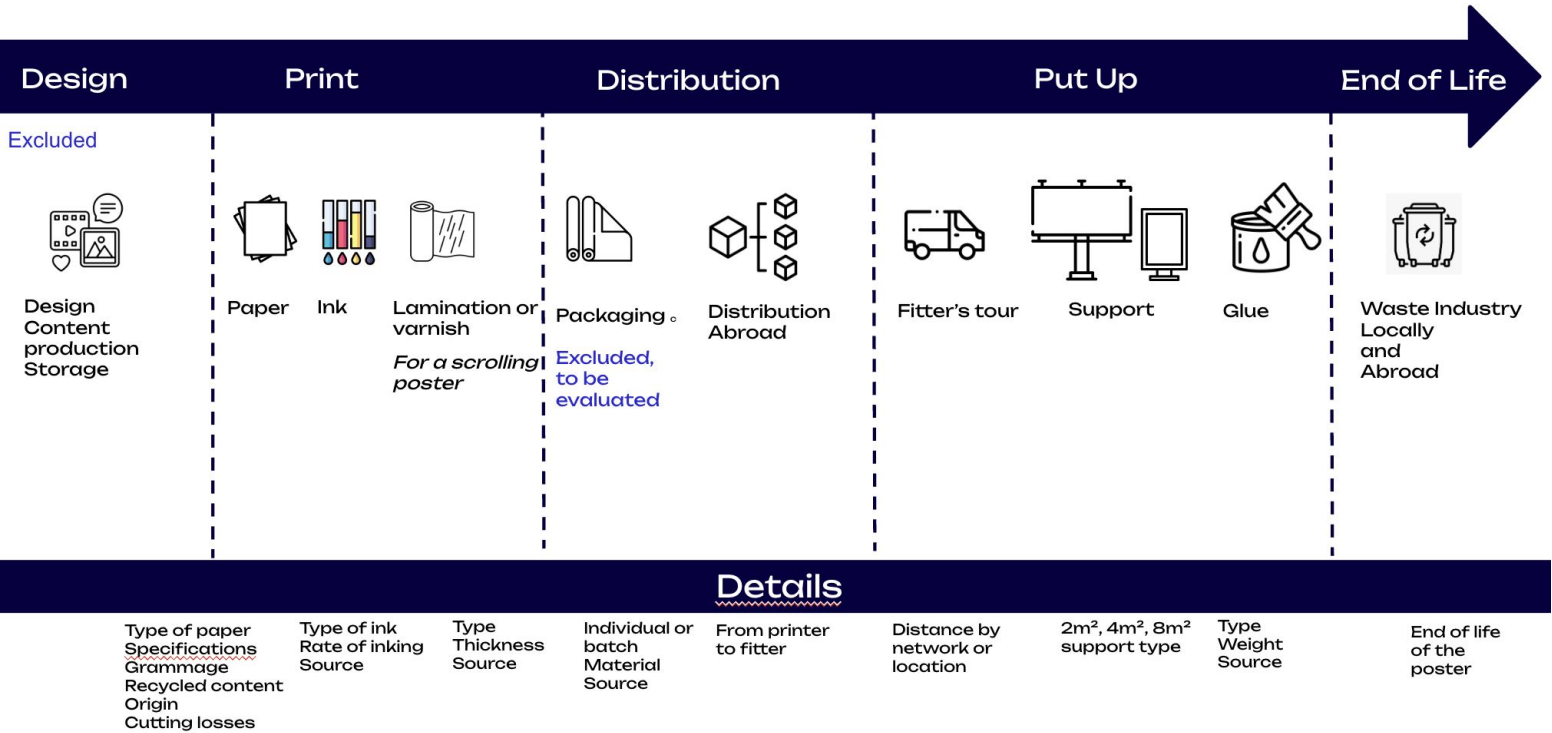 Design
Print
Distribution
Put Up
End of Life
Excluded
Design
Content
production
Storage
Paper
Ink
Lamination or
varnish
For a scrolling
poster
Packaging 。
Excluded,
to be
evaluated
Distribution
Abroad
Fitter's tour
Support
Glue
Waste Industry
Locally
and
Abroad
Details
Type of paper
Specifications
Grammage
Recycled content
Origin
Cutting losses
Type of ink
Rate of inking
Source
Type
Thickness
Source
Individual or
batch
Material
Source
From printer
to fitter
Distance by
network or
location
2m², 4m², 8m²
support type
Type
Weight
Source
End of life
of the
poster